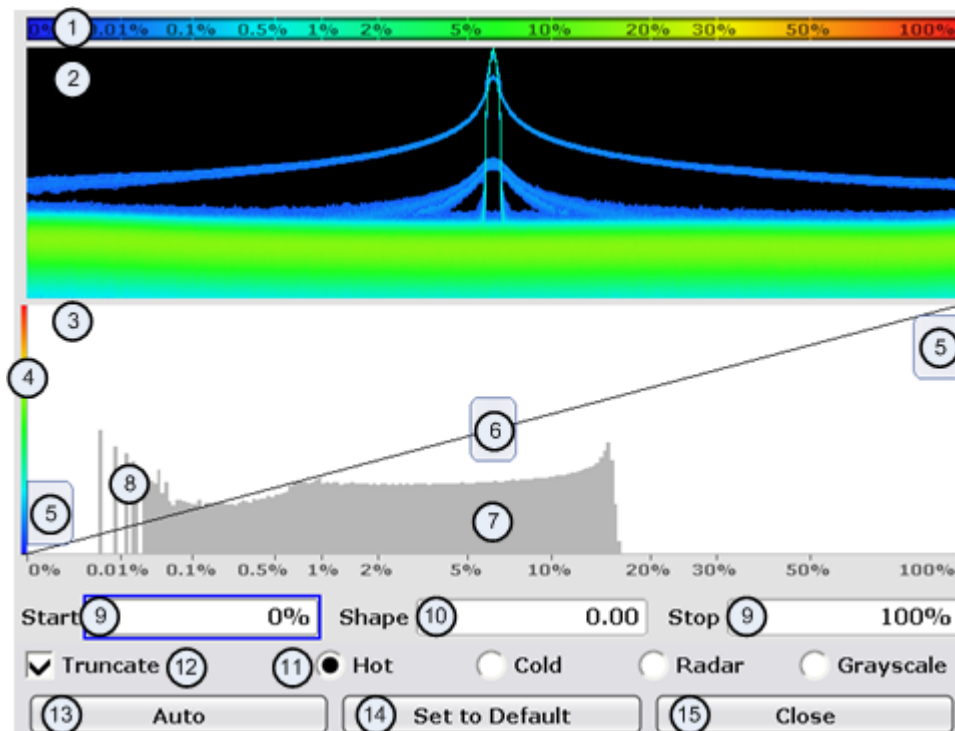 1
0% 0.01% 0.1% 0.5% 1% 2% 5% 10% 20% 30% 50% 100%
2
3
4
5
6
5
8
7
0% 0.01% 0.1% 0.5% 1% 2% 5% 10% 20% 30% 50% 100%
Start 9 0% Shape 10 0.00 Stop 9 100%
Truncate 12 11 Hot Cold Radar Grayscale
13 Auto 14 Set to Default 15 Close